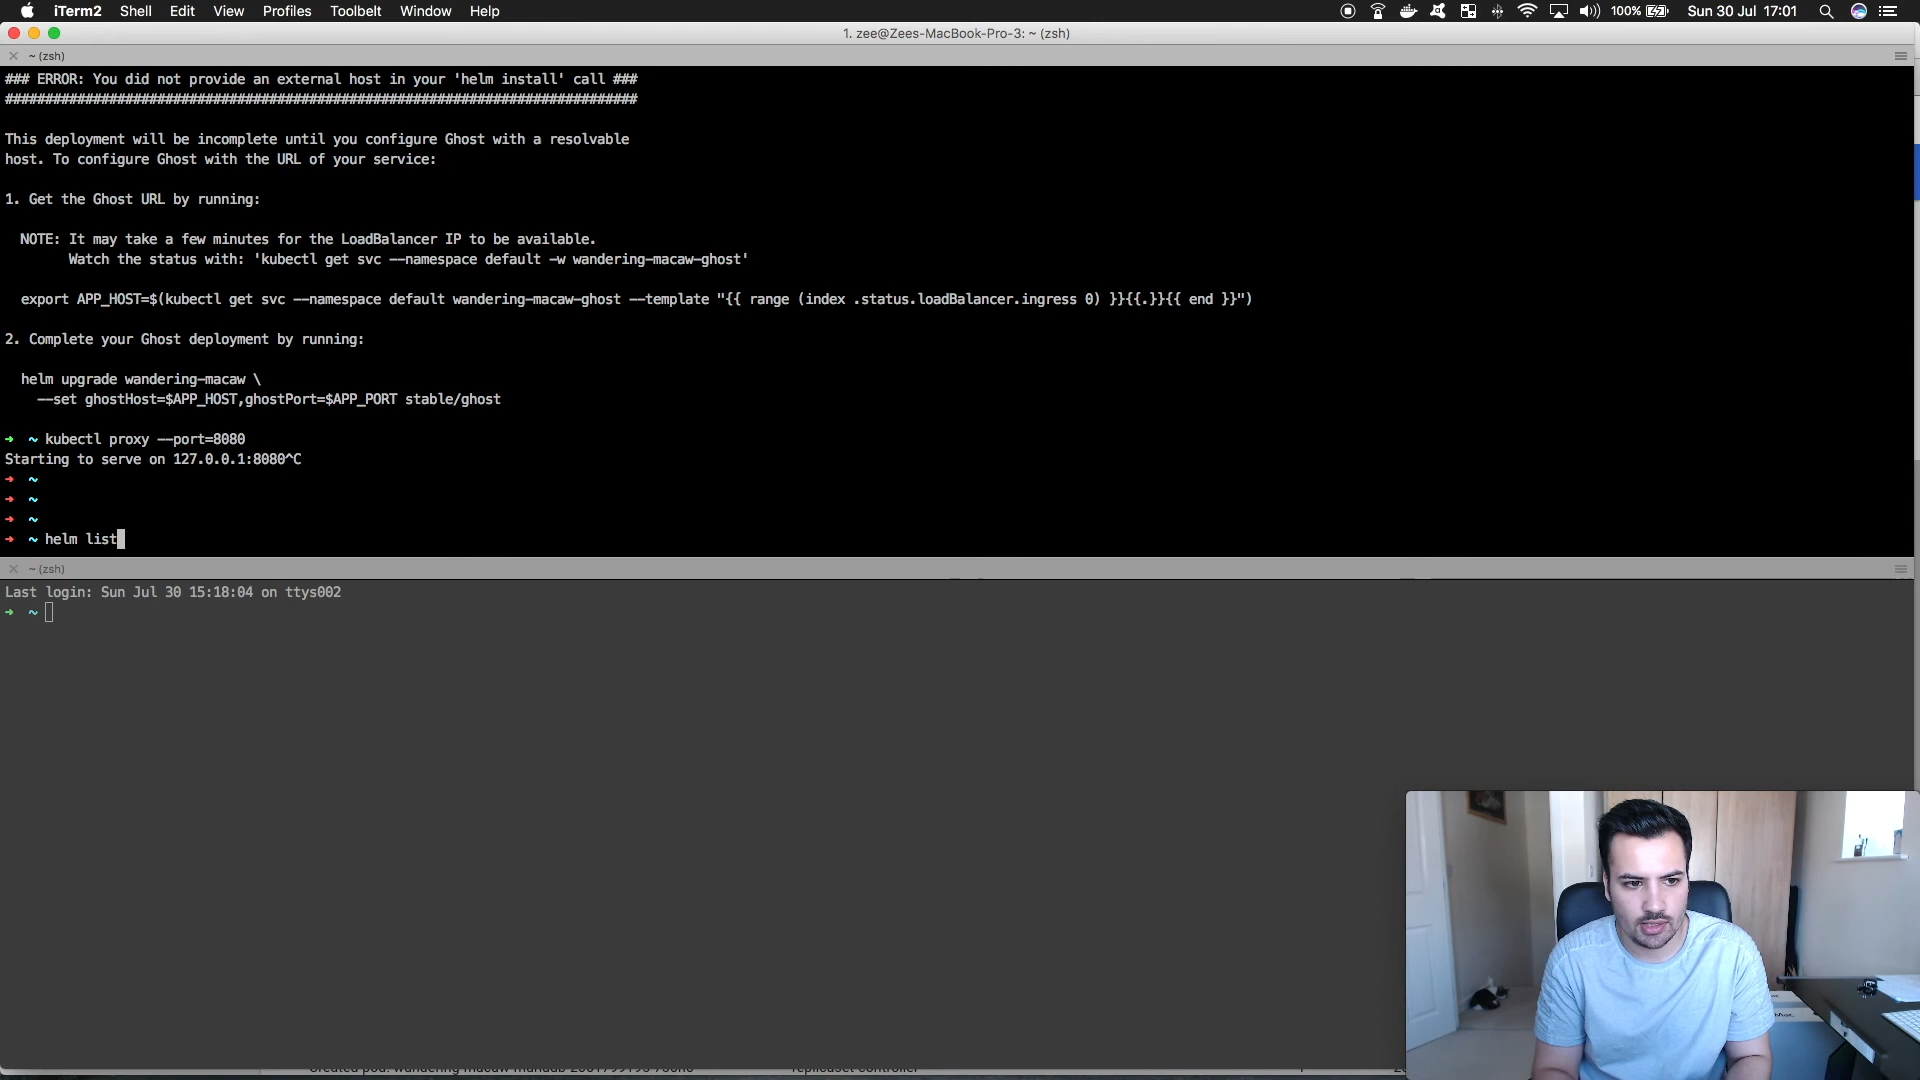 iTerm2 Shell Edit View Profiles Toolbelt Window Help 100% Sun 30 Jul 17:01
1. zee@Zees-MacBook-Pro-3: ~ (zsh)
~ (zsh)
### ERROR: You did not provide an external host in your 'helm install' call ###
###############################################################################
This deployment will be incomplete until you configure Ghost with a resolvable
host. To configure Ghost with the URL of your service:
1. Get the Ghost URL by running:
NOTE: It may take a few minutes for the LoadBalancer IP to be available.
Watch the status with: 'kubectl get svc --namespace default -w wandering-macaw-ghost'
export APP_HOST=$(kubectl get svc --namespace default wandering-macaw-ghost --template "{{ range (index .status.loadBalancer.ingress 0) }}{{.}}{{ end }}")
2. Complete your Ghost deployment by running:
helm upgrade wandering-macaw \
--set ghostHost=$APP_HOST,ghostPort=$APP_PORT stable/ghost
➜ ~ kubectl proxy --port=8080
Starting to serve on 127.0.0.1:8080^C
➜ ~
➜ ~
➜ ~
➜ ~ helm list
~ (zsh)
Last login: Sun Jul 30 15:18:04 on ttys002
➜ ~